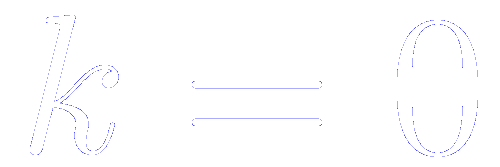 k = 0